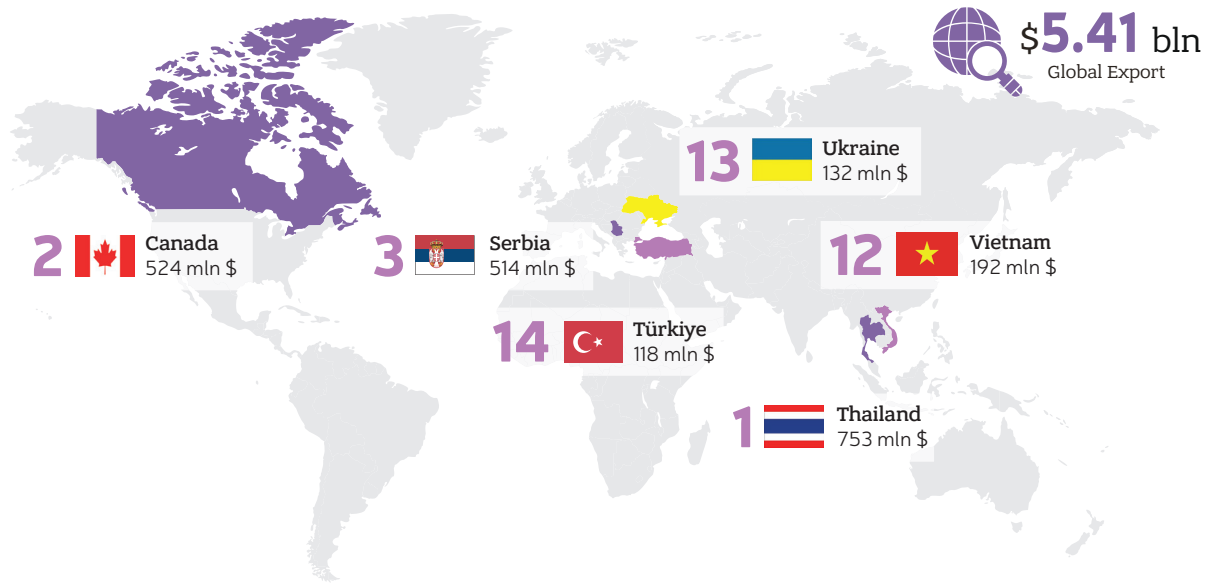 $5.41 bln
Global Export
13
Ukraine
132 mln $
2
Canada
524 mln $
3
Serbia
514 mln $
12
Vietnam
192 mln $
14
Türkiye
118 mln $
1
Thailand
753 mln $